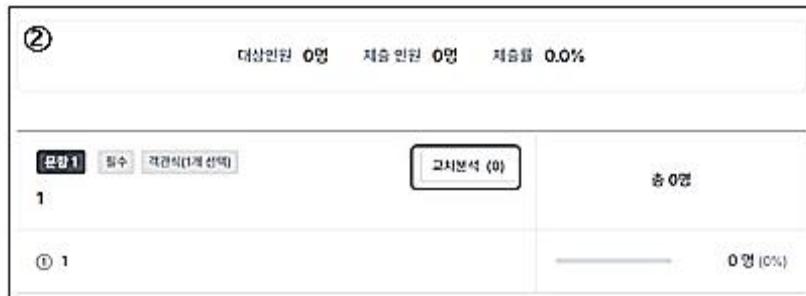 ②
대상인원 0명 제출 인원 0명 제출률 0.0%
문항 1 필수 객관식(1개 선택) 교차분석 (0)
1
총 0명
① 1 0 명 (0%)